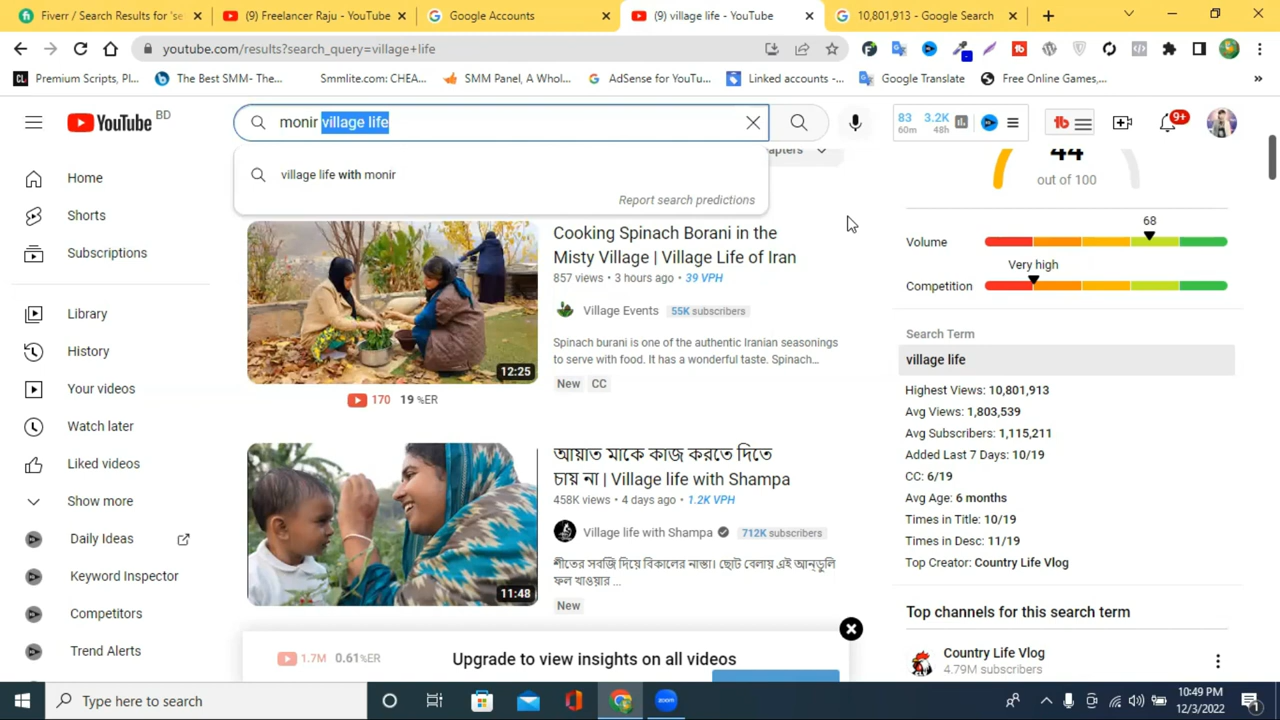 Fiverr / Search Results for 'se
(9) Freelancer Raju - YouTube
Google Accounts
(9) village life - YouTube
10,801,913 - Google Search
youtube.com/results?search_query=village+life
Premium Scripts, Pl...
The Best SMM- The...
Smmlite.com: CHEA...
SMM Panel, A Whol...
AdSense for YouTu...
Linked accounts -...
Google Translate
Free Online Games,...
YouTube BD
monir village life
83 60m
3.2K 48h
9+
village life with monir
Report search predictions
Home
Shorts
Subscriptions
Library
History
Your videos
Watch later
Liked videos
Show more
Daily Ideas
Keyword Inspector
Competitors
Trend Alerts
Cooking Spinach Borani in the
Misty Village | Village Life of Iran
857 views • 3 hours ago • 39 VPH
Village Events 55K subscribers
Spinach burani is one of the authentic Iranian seasonings
to serve with food. It has a wonderful taste. Spinach...
New CC
12:25
170 19 %ER
আয়াত মাকে কাজ করতে দিতে
চায় না | Village life with Shampa
458K views • 4 days ago • 1.2K VPH
Village life with Shampa 712K subscribers
শীতের সবজি দিয়ে বিকালের নাস্তা। ছোট বেলায় এই আন্ডুলি
ফল খাওয়ার ...
New
11:48
1.7M 0.61%ER
Upgrade to view insights on all videos
44
out of 100
68
Volume
Very high
Competition
Search Term
village life
Highest Views: 10,801,913
Avg Views: 1,803,539
Avg Subscribers: 1,115,211
Added Last 7 Days: 10/19
CC: 6/19
Avg Age: 6 months
Times in Title: 10/19
Times in Desc: 11/19
Top Creator: Country Life Vlog
Top channels for this search term
Country Life Vlog
4.79M subscribers
Type here to search
zoom
10:49 PM
12/3/2022
1